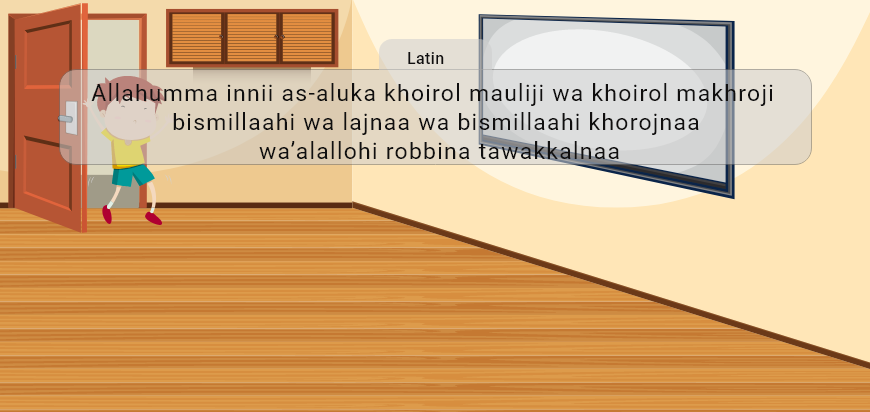 Latin
Allahumma innii as-aluka khoirol mauliji wa khoirol makhroji
bismillaahi wa lajnaa wa bismillaahi khorojnaa
wa’alallohi robbina tawakkalnaa